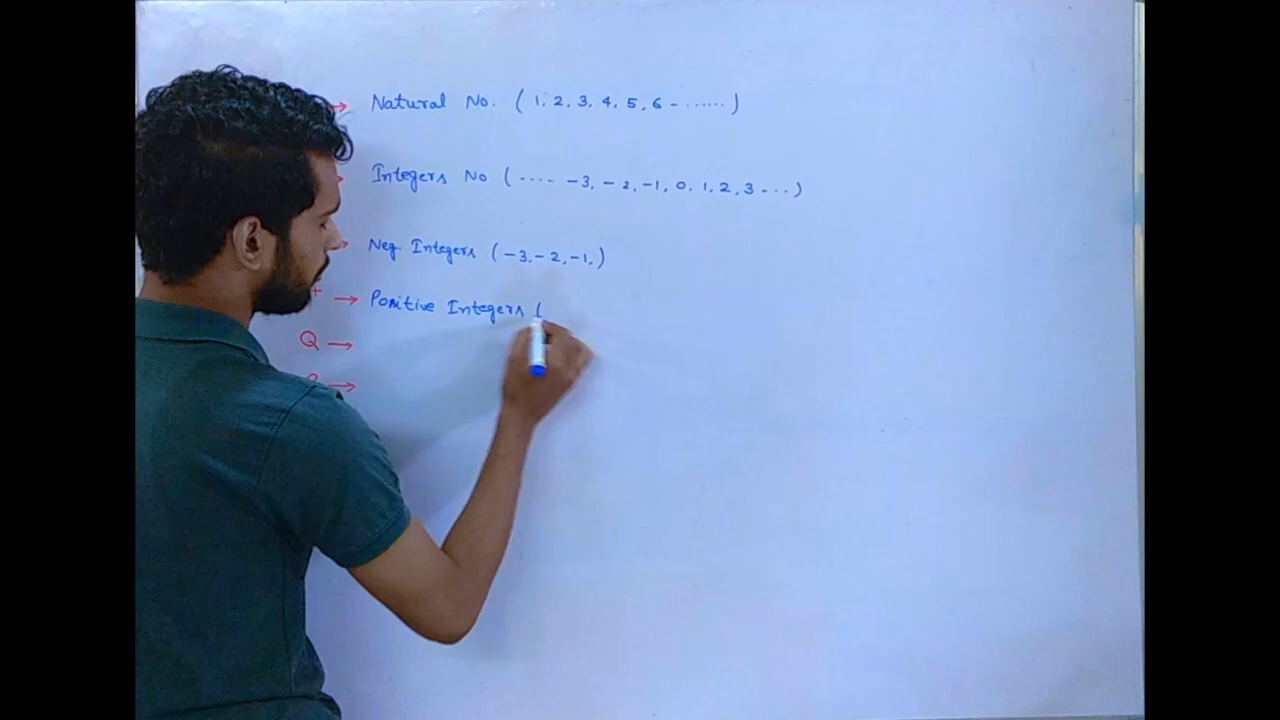 → Natural No. ( 1, 2, 3, 4, 5, 6 - ...... )
Integers No ( ---- -3, -2, -1, 0, 1, 2, 3 --.. )
Neg. Integers ( -3, -2, -1, )
+ → Positive Integers (
Q →
→